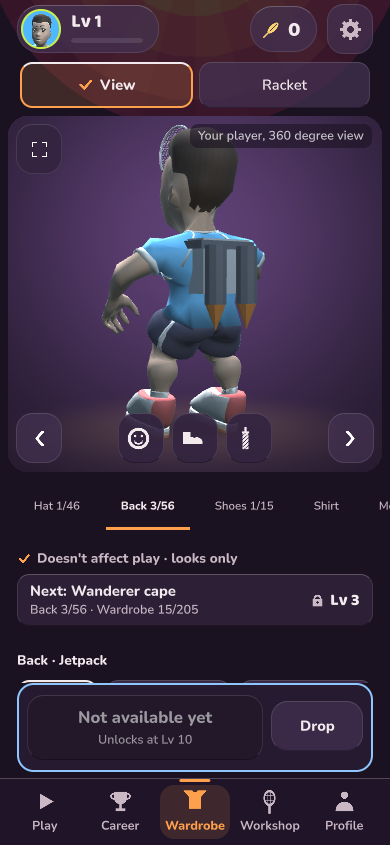 Lv 1
0
View
Racket
Your player, 360 degree view
Hat 1/46
Back 3/56
Shoes 1/15
Shirt
Doesn't affect play - looks only
Next: Wanderer cape
Back 3/56 · Wardrobe 15/205
Lv 3
Back · Jetpack
Not available yet
Unlocks at Lv 10
Drop
Play
Career
Wardrobe
Workshop
Profile